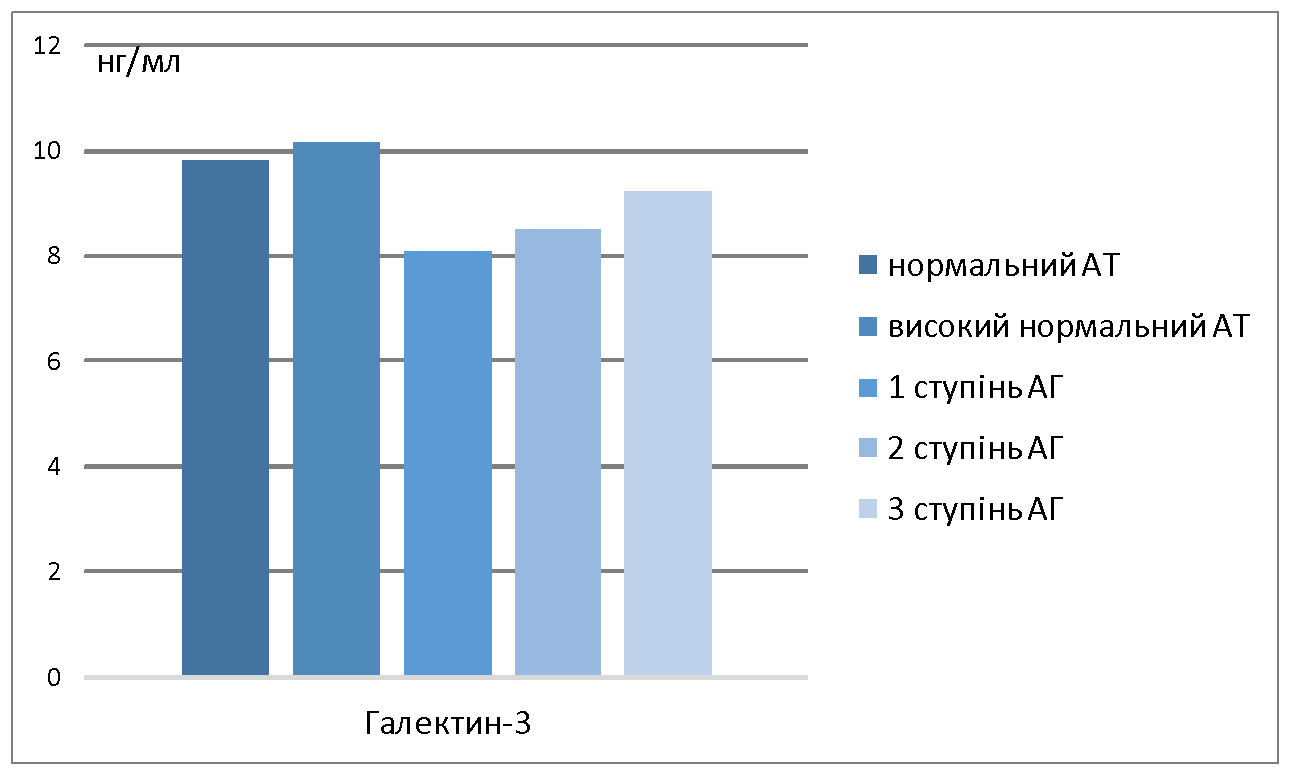 12
нг/мл
10
8
6
4
2
0
Галектин-3
нормальний АТ
високий нормальний АТ
1 ступінь АГ
2 ступінь АГ
3 ступінь АГ